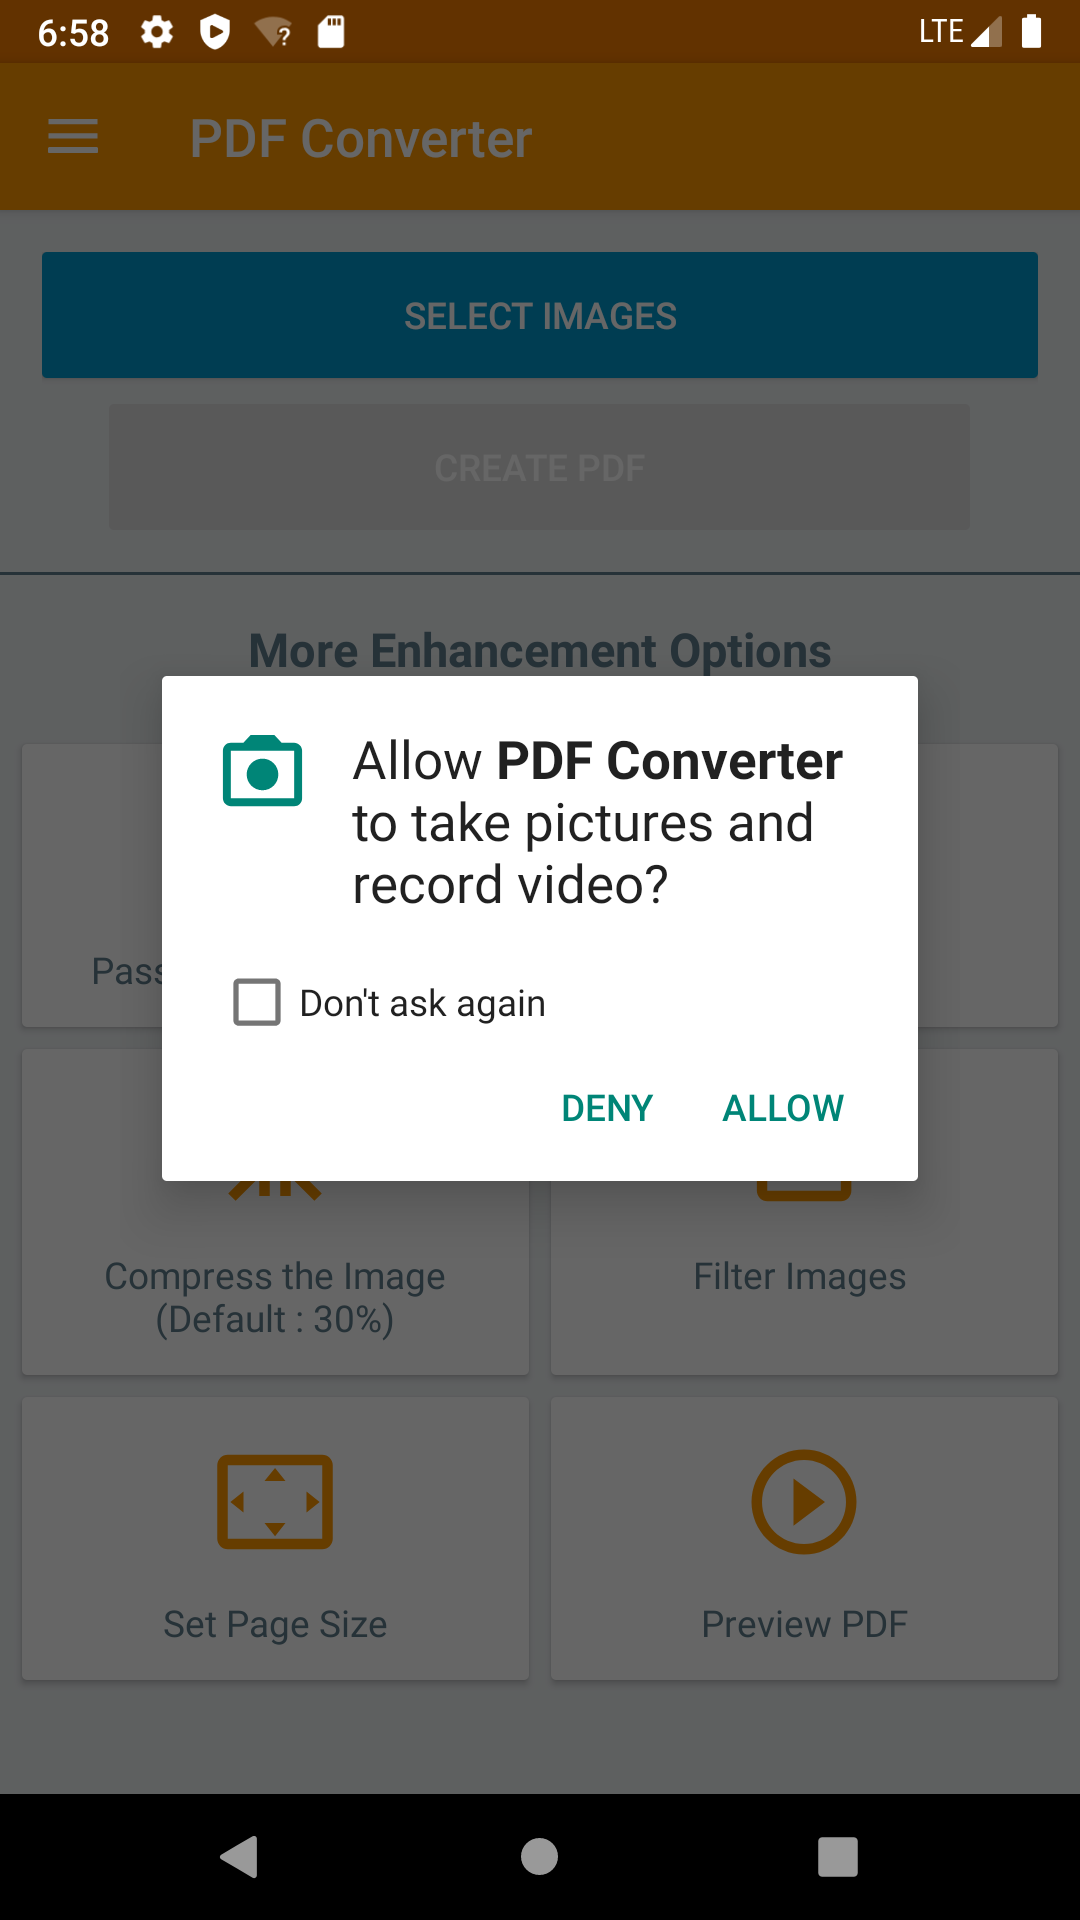 6:58
LTE
PDF Converter
SELECT IMAGES
CREATE PDF
More Enhancement Options
Allow PDF Converter
to take pictures and
record video?
Pass
Don't ask again
DENY ALLOW
Compress the Image
(Default : 30%)
Filter Images
Set Page Size
Preview PDF